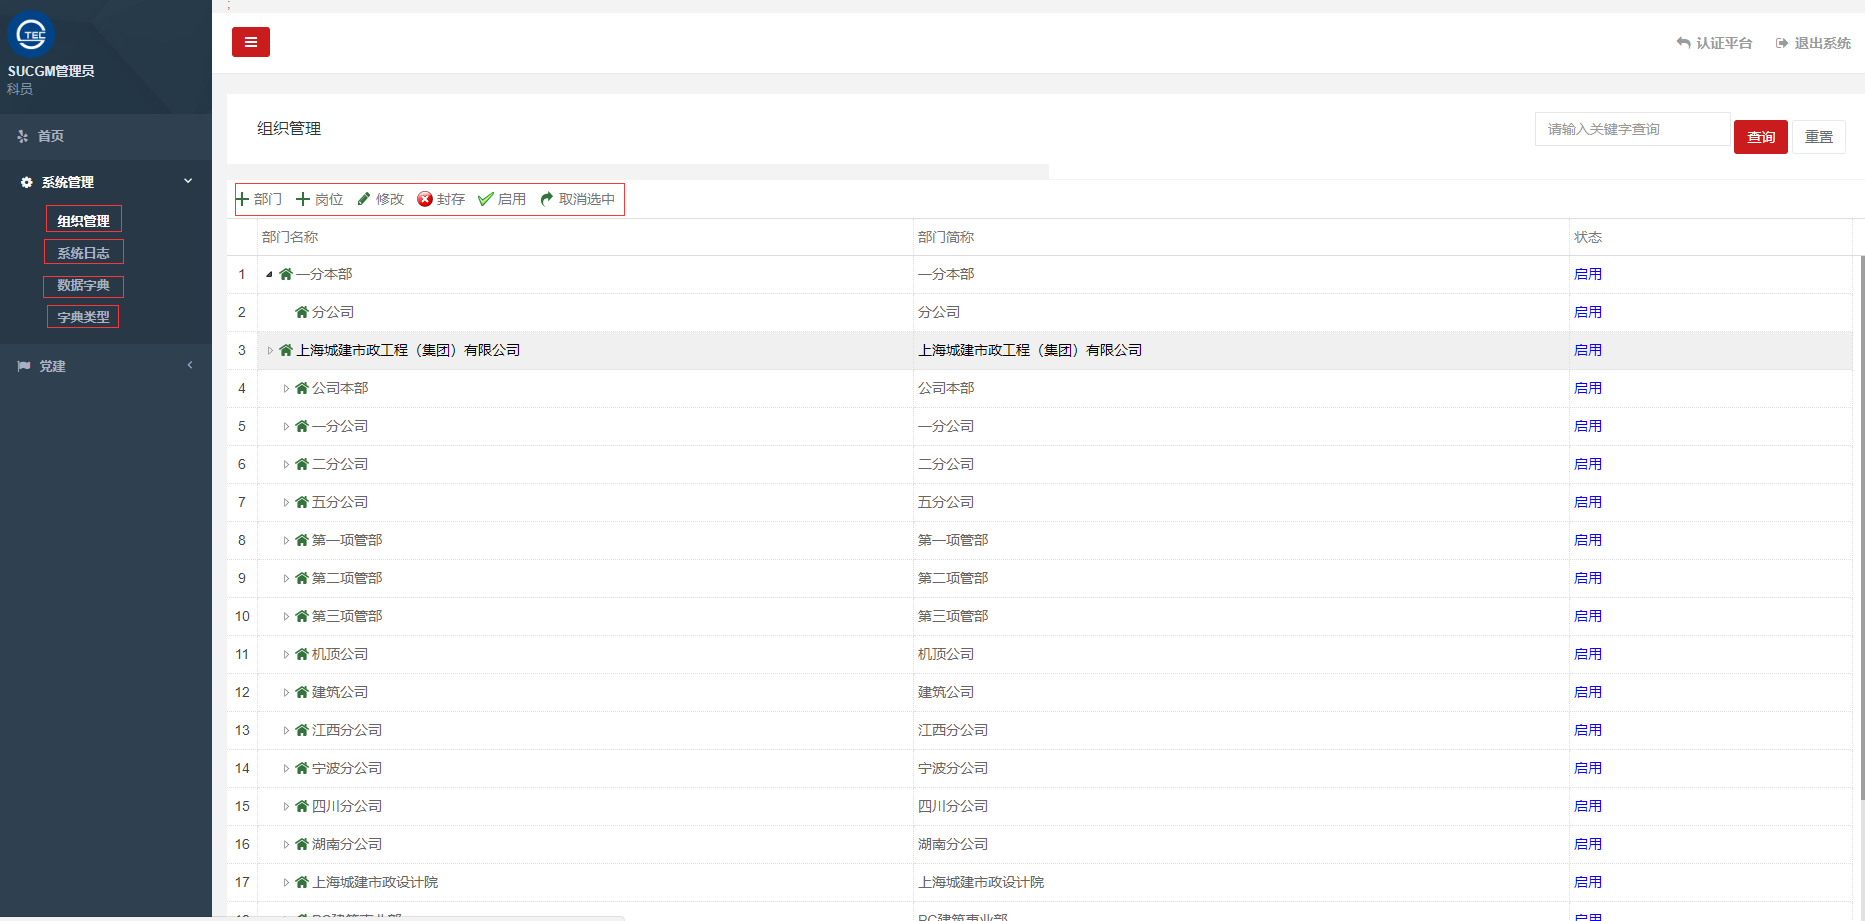 ;
TEC
SUCGM管理员
科员
首页
系统管理
组织管理
系统日志
数据字典
字典类型
党建
认证平台 退出系统
组织管理
请输入关键字查询 查询 重置
部门 岗位 修改 封存 启用 取消选中
部门名称 部门简称 状态
1 一分本部 一分本部 启用
2 分公司 分公司 启用
3 上海城建市政工程（集团）有限公司 上海城建市政工程（集团）有限公司 启用
4 公司本部 公司本部 启用
5 一分公司 一分公司 启用
6 二分公司 二分公司 启用
7 五分公司 五分公司 启用
8 第一项管部 第一项管部 启用
9 第二项管部 第二项管部 启用
10 第三项管部 第三项管部 启用
11 机顶公司 机顶公司 启用
12 建筑公司 建筑公司 启用
13 江西分公司 江西分公司 启用
14 宁波分公司 宁波分公司 启用
15 四川分公司 四川分公司 启用
16 湖南分公司 湖南分公司 启用
17 上海城建市政设计院 上海城建市政设计院 启用
建筑事业部 建筑事业部 启用